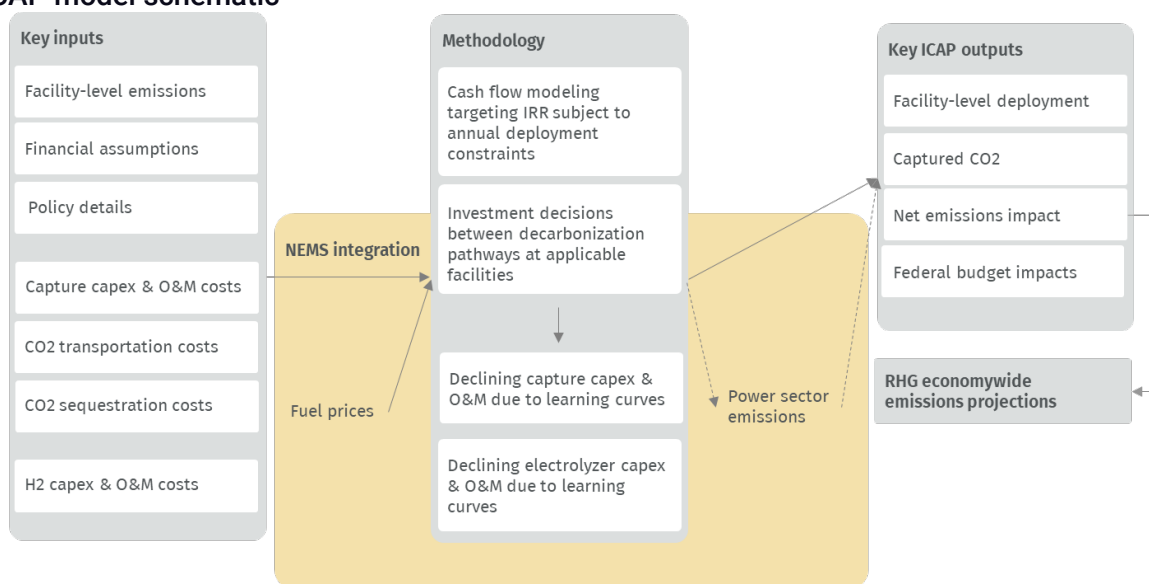 model schematic
Key inputs
Facility-level emissions
Financial assumptions
Policy details
Capture capex & O&M costs
CO2 transportation costs
CO2 sequestration costs
H2 capex & O&M costs
NEMS integration
Fuel prices
Methodology
Cash flow modeling
targeting IRR subject to
annual deployment
constraints
Investment decisions
between decarbonization
pathways at applicable
facilities
Declining capture capex &
O&M due to learning curves
Declining electrolyzer capex
& O&M due to learning
curves
Power sector
emissions
Key ICAP outputs
Facility-level deployment
Captured CO2
Net emissions impact
Federal budget impacts
RHG economywide
emissions projections